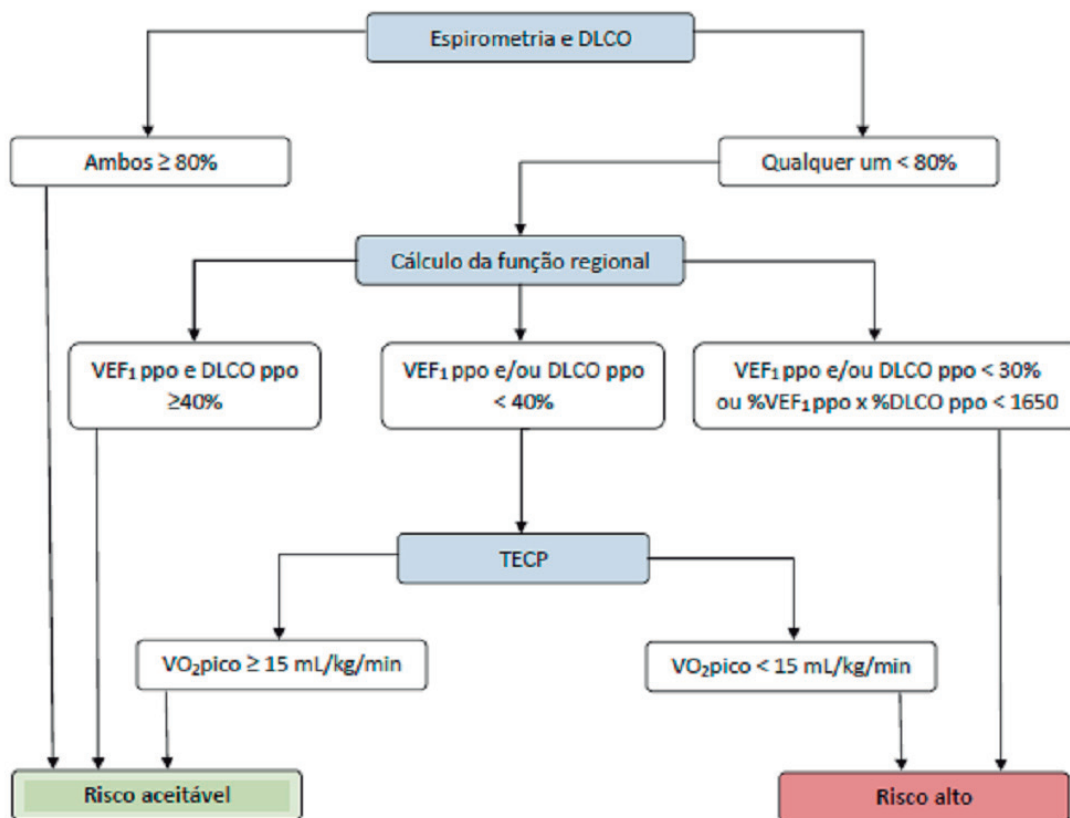 Espirometria e DLCO
Ambos ≥ 80%
Qualquer um < 80%
Cálculo da função regional
VEF₁ ppo e DLCO ppo
≥40%
VEF₁ ppo e/ou DLCO ppo
< 40%
VEF₁ ppo e/ou DLCO ppo < 30%
ou %VEF₁ ppo x %DLCO ppo < 1650
TECP
VO₂pico ≥ 15 mL/kg/min
VO₂pico < 15 mL/kg/min
Risco aceitável
Risco alto